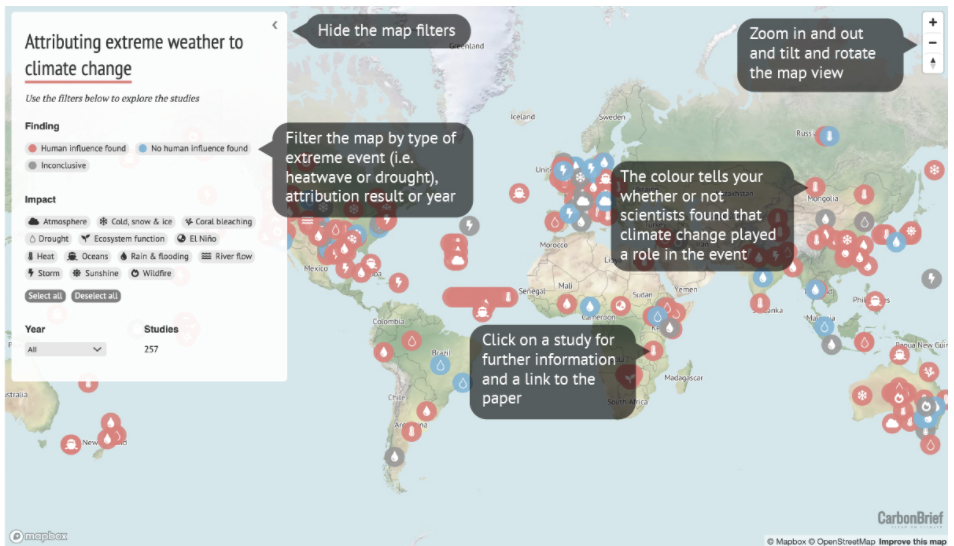 Attributing extreme weather to
climate change
Use the filters below to explore the studies
Finding
Human influence found
No human influence found
Inconclusive
Impact
Atmosphere
Cold, snow & ice
Coral bleaching
Drought
Ecosystem function
El Niño
Heat
Oceans
Rain & flooding
River flow
Storm
Sunshine
Wildfire
Select all
Deselect all
Year
Studies
All
257
Hide the map filters
Zoom in and out
and tilt and rotate
the map view
Filter the map by type of
extreme event (i.e.
heatwave or drought),
attribution result or year
The colour tells your
whether or not
scientists found that
climate change played
a role in the event
Click on a study for
further information
and a link to the
paper
Greenland
Iceland
Sweden
Mongolia
Morocco
Mexico
Senegal
Mali
Sudan
Yemen
Cameroon
Colombia
Brazil
Chile
Madagascar
South Africa
Malaysia
Papua New Guin
stralia
mapbox
CarbonBrief
© Mapbox © OpenStreetMap Improve this map